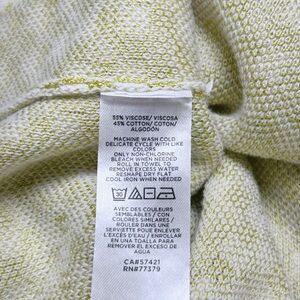 55% VISCOSE/ VISCOSA
45% COTTON/ COTON/
ALGODÓN
MACHINE WASH COLD
DELICATE CYCLE WITH LIKE
COLORS
ONLY NON-CHLORINE
BLEACH WHEN NEEDED
ROLL IN TOWEL TO
REMOVE EXCESS WATER
RESHAPE DRY FLAT
COOL IRON WHEN NEEDED
30
AVEC DES COULEURS
SEMBLABLES / CON
COLORES SIMILARES /
ROULER DANS UNE
SERVIETTE POUR ENLEVER
L'EXCÈS D'EAU / ENROLLAR
EN UNA TOALLA PARA
REMOVER EL EXCESO DE
AGUA
CA#57421
RN#77379